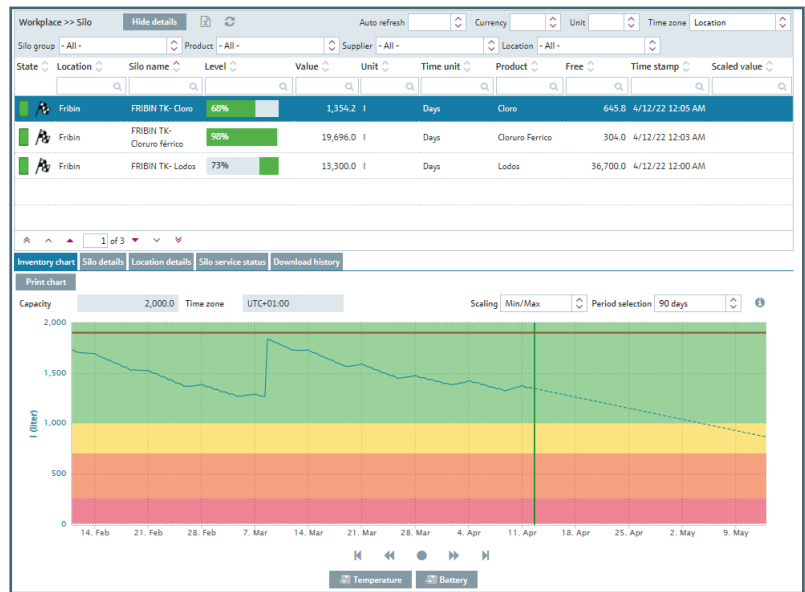 Workplace >> Silo Hide details Auto refresh Currency Unit Time zone Location
Silo group - All - Product - All - Supplier - All - Location - All -
State Location Silo name Level Value Unit Time unit Product Free Time stamp Scaled value
Fribin FRIBIN TK- Cloro 68% 1,354.2 l Days Cloro 645.8 4/12/22 12:05 AM
Fribin FRIBIN TK- Cloruro férrico 98% 19,696.0 l Days Cloruro Ferrico 304.0 4/12/22 12:03 AM
Fribin FRIBIN TK- Lodos 73% 13,300.0 l Days Lodos 36,700.0 4/12/22 12:00 AM
1 of 3
Inventory chart Silo details Location details Silo service status Download history
Print chart
Capacity 2,000.0 Time zone UTC+01:00 Scaling Min/Max Period selection 90 days
2,000
1,500
1,000
500
0
l (liter)
14. Feb 21. Feb 28. Feb 7. Mar 14. Mar 21. Mar 28. Mar 4. Apr 11. Apr 18. Apr 25. Apr 2. May 9. May
Temperature Battery